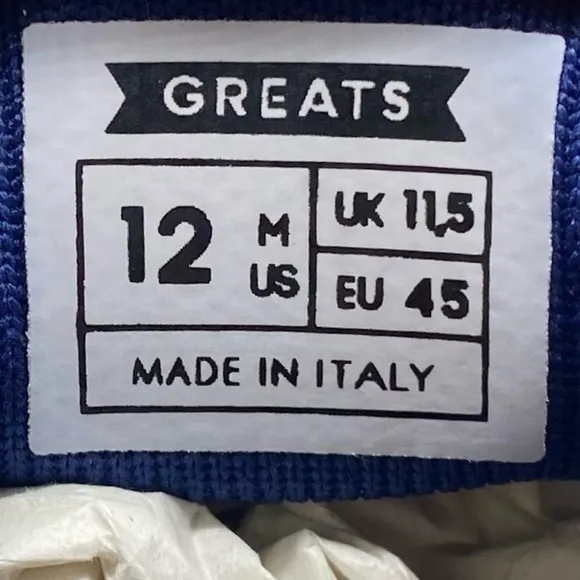 GREATS
12 M US
UK 11,5
EU 45
MADE IN ITALY